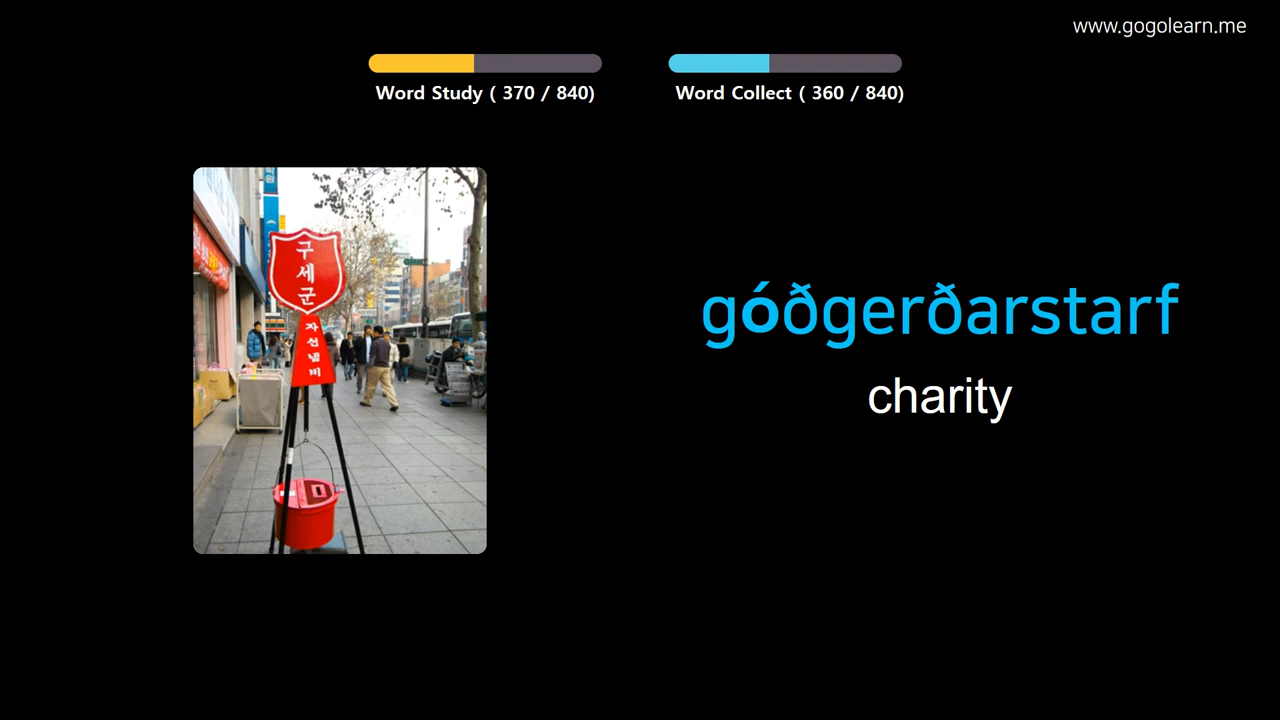 www.gogolearn.me
Word Study ( 370 / 840)
Word Collect ( 360 / 840)
구
세
군
자
선
냄
비
góðgerðarstarf
charity